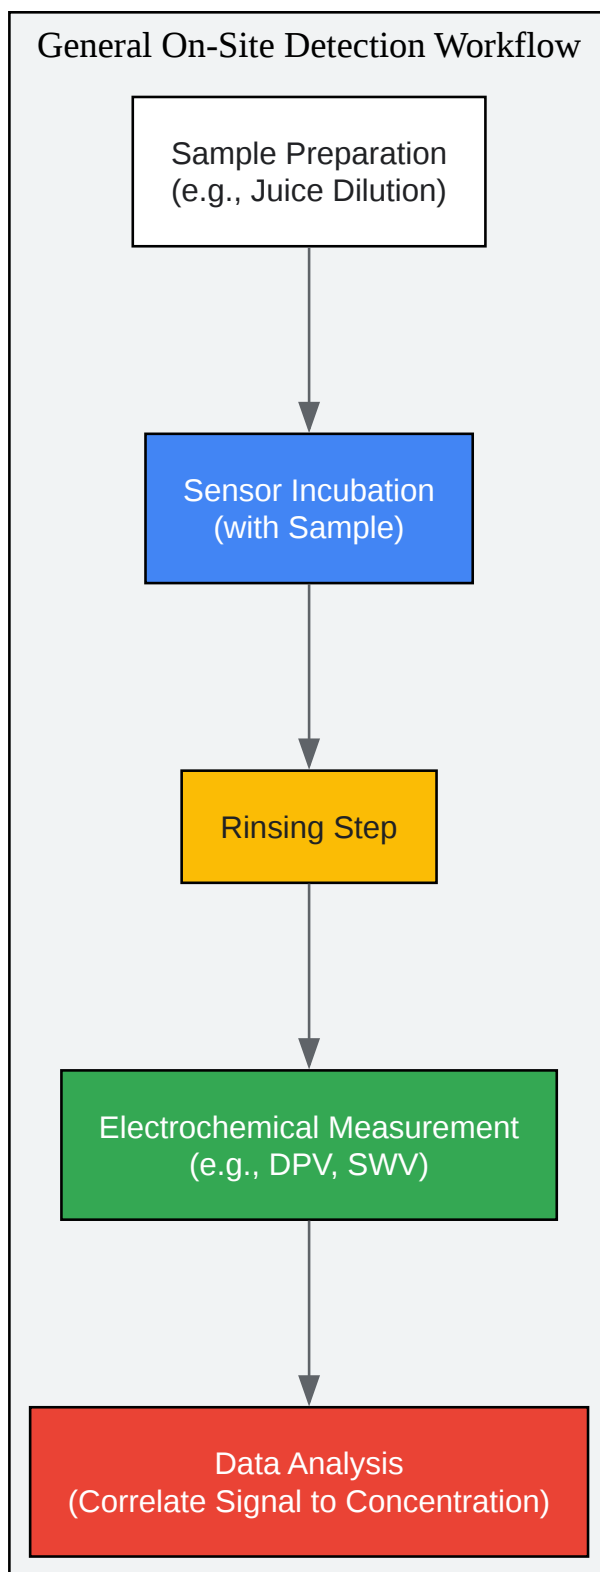 General On-Site Detection Workflow
Sample Preparation
(e.g., Juice Dilution)
Sensor Incubation
(with Sample)
Rinsing Step
Electrochemical Measurement
(e.g., DPV, SWV)
Data Analysis
(Correlate Signal to Concentration)